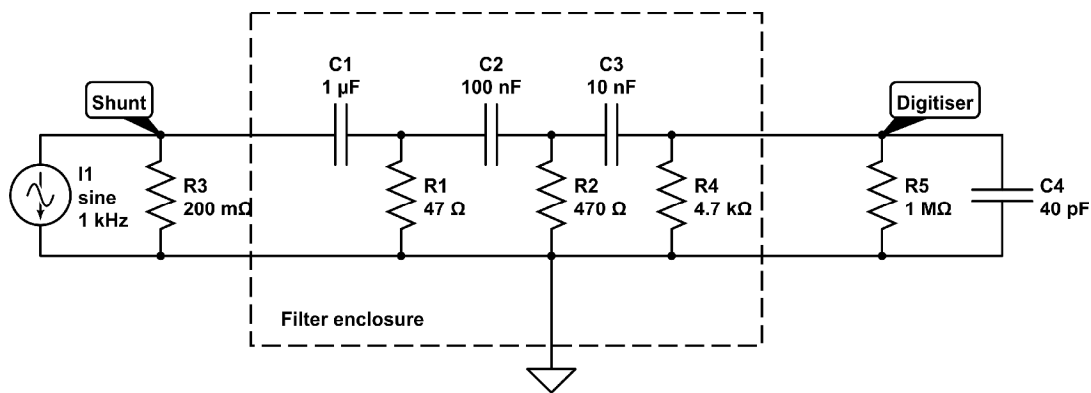 C1
1 µF
C2
100 nF
C3
10 nF
Shunt
Digitiser
I1
sine
1 kHz
R3
200 mΩ
R1
47 Ω
R2
470 Ω
R4
4.7 kΩ
R5
1 MΩ
C4
40 pF
Filter enclosure